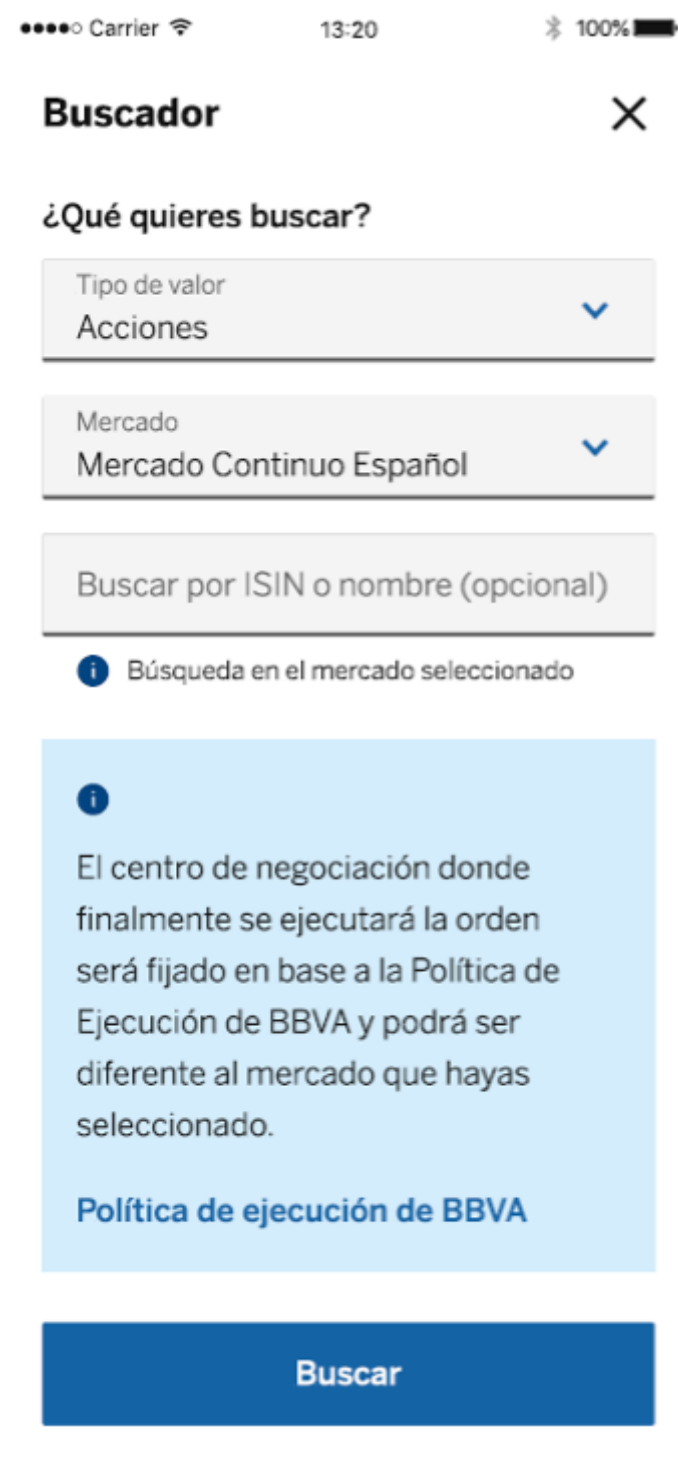 Carrier 13:20 100%
Buscador
¿Qué quieres buscar?
Tipo de valor
Acciones
Mercado
Mercado Continuo Español
Buscar por ISIN o nombre (opcional)
Búsqueda en el mercado seleccionado
El centro de negociación donde
finalmente se ejecutará la orden
será fijado en base a la Política de
Ejecución de BBVA y podrá ser
diferente al mercado que hayas
seleccionado.
Política de ejecución de BBVA
Buscar